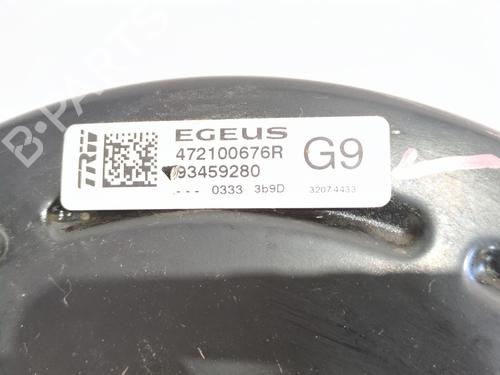 TRW
EGEUS
472100676R
93459280
G9
--- 0333 3b9D
32074433
B-PARTS